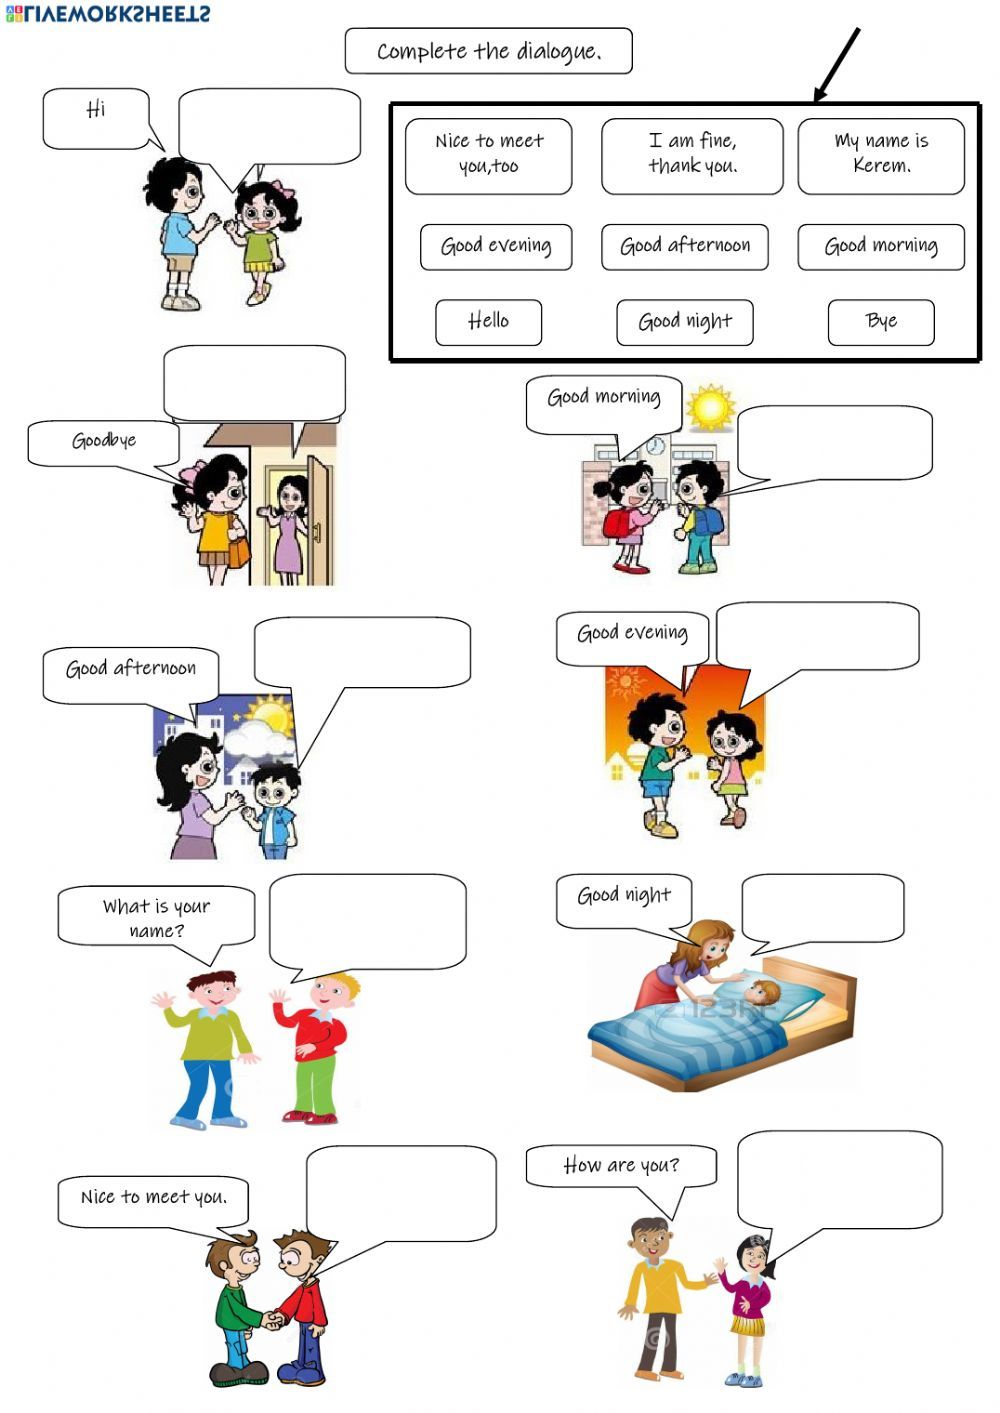 LIVEWORKSHEETS
Complete the dialogue.
Hi
Nice to meet
you,too
I am fine,
thank you.
My name is
Kerem.
Good evening
Good afternoon
Good morning
Hello
Good night
Bye
Goodbye
Good morning
Good afternoon
Good evening
What is your
name?
Good night
123RF
Nice to meet you.
How are you?